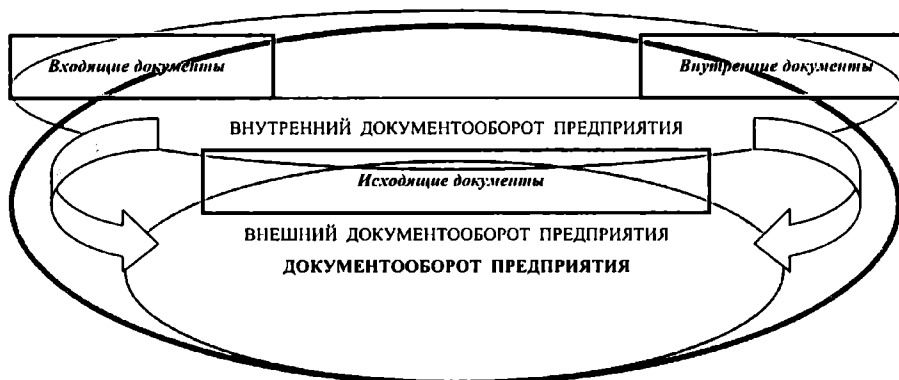 Входящие документы
Внутренние документы
ВНУТРЕННИЙ ДОКУМЕНТООБОРОТ ПРЕДПРИЯТИЯ
Исходящие документы
ВНЕШНИЙ ДОКУМЕНТООБОРОТ ПРЕДПРИЯТИЯ
ДОКУМЕНТООБОРОТ ПРЕДПРИЯТИЯ